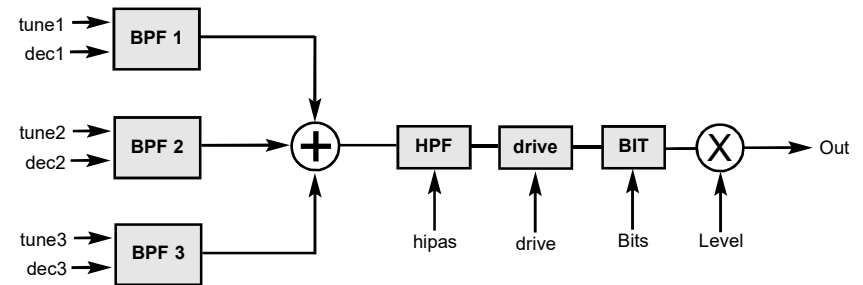 tune1
dec1
BPF 1
tune2
dec2
BPF 2
tune3
dec3
BPF 3
+
HPF
drive
BIT
X
Out
hipas
drive
Bits
Level